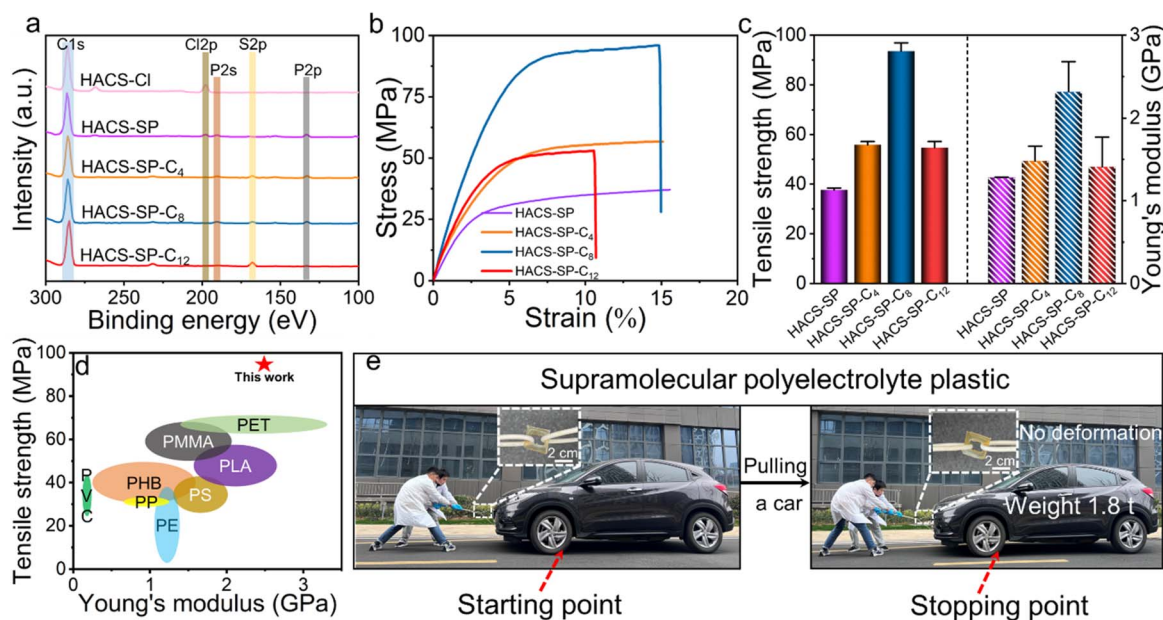 a
C1s
Cl2p
S2p
P2s
P2p
HACS-Cl
HACS-SP
HACS-SP-C₄
HACS-SP-C₈
HACS-SP-C₁₂
Intensity (a.u.)
300 250 200 150 100
Binding energy (eV)
b
Stress (MPa)
100
75
50
25
0
HACS-SP
HACS-SP-C₄
HACS-SP-C₈
HACS-SP-C₁₂
0 5 10 15 20
Strain (%)
c
Tensile strength (MPa)
100
80
60
40
20
0
3
2
1
0
Young's modulus (GPa)
HACS-SP
HACS-SP-C₄
HACS-SP-C₈
HACS-SP-C₁₂
HACS-SP
HACS-SP-C₄
HACS-SP-C₈
HACS-SP-C₁₂
d
Tensile strength (MPa)
100
80
60
40
20
0
This work
PET
PMMA
PLA
PHB
PP
PS
PE
P
V
C
0 1 2 3
Young's modulus (GPa)
e
Supramolecular polyelectrolyte plastic
2 cm
Pulling
a car
2 cm
No deformation
Weight 1.8 t
Starting point
Stopping point